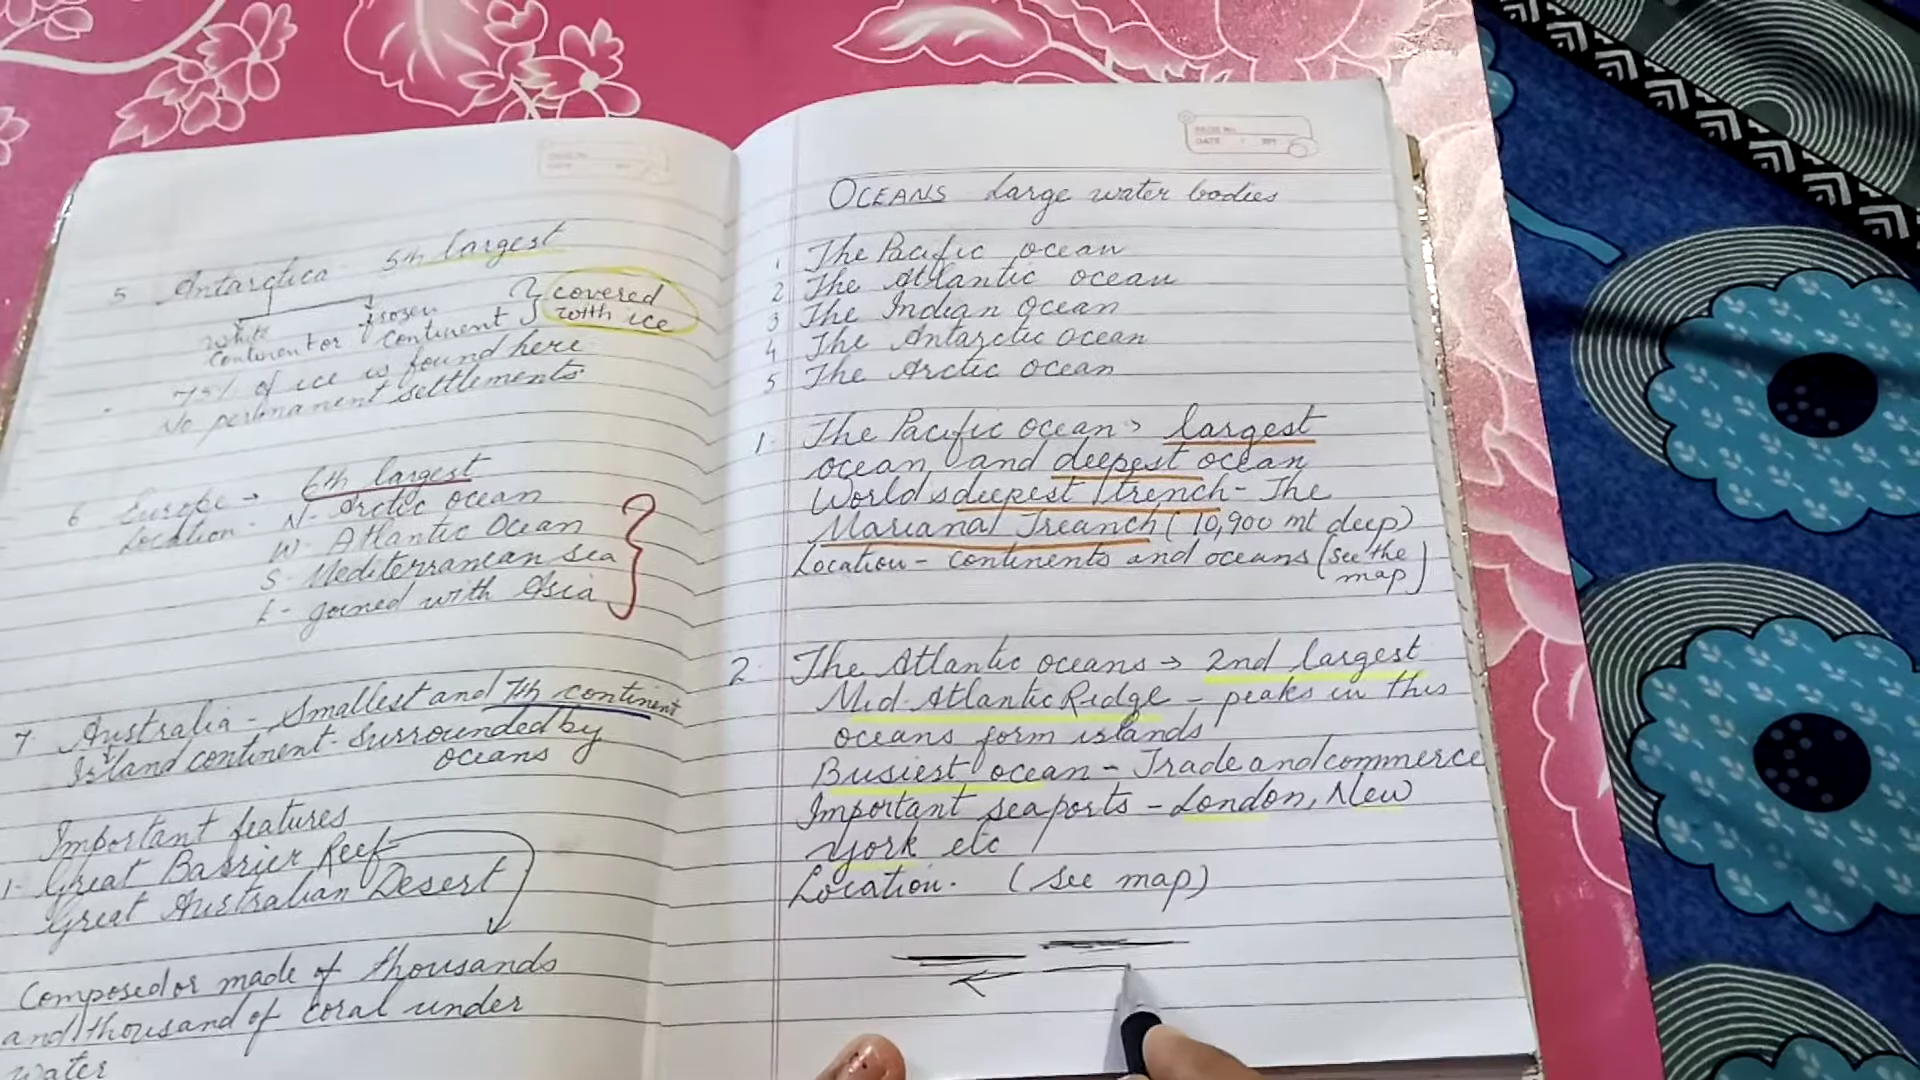 5 Antarctica - 5th largest
white continent or frozen continent } covered with ice
75% of ice is found here
No permanent settlements.
6 Europe → 6th largest
Location - N - Arctic ocean
W - Atlantic Ocean
S - Mediterranean sea
E - joined with Asia
7 Australia - Smallest and 7th continent
Island continent - Surrounded by
oceans
Important features
1- Great Barrier Reef
Great Australian Desert
Composed or made of thousands
and thousand of coral under
water
OCEANS Large water bodies
1 The Pacific ocean
2 The Atlantic ocean
3 The Indian Ocean
4 The Antarctic ocean
5 The Arctic ocean
1. The Pacific ocean → largest
ocean and deepest ocean
World's deepest trench - The
Marianal Treanch (10,900 mt deep)
Location - continents and oceans (see the
map)
2. The Atlantic oceans → 2nd largest
Mid-Atlantic Ridge - peaks in this
oceans form islands
Busiest ocean - Trade and commerce
Important seaports - London, New
York etc
Location. (See map)